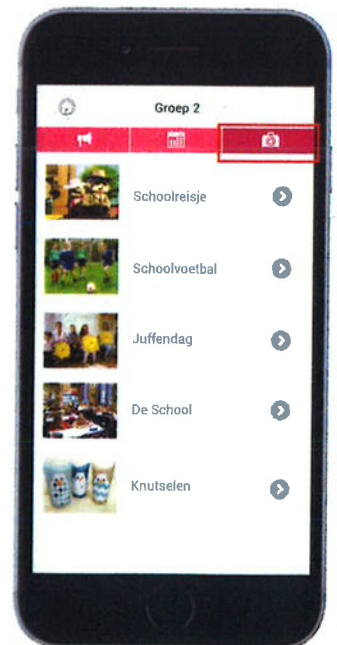 Groep 2
Schoolreisje
Schoolvoetbal
Juffendag
De School
Knutselen